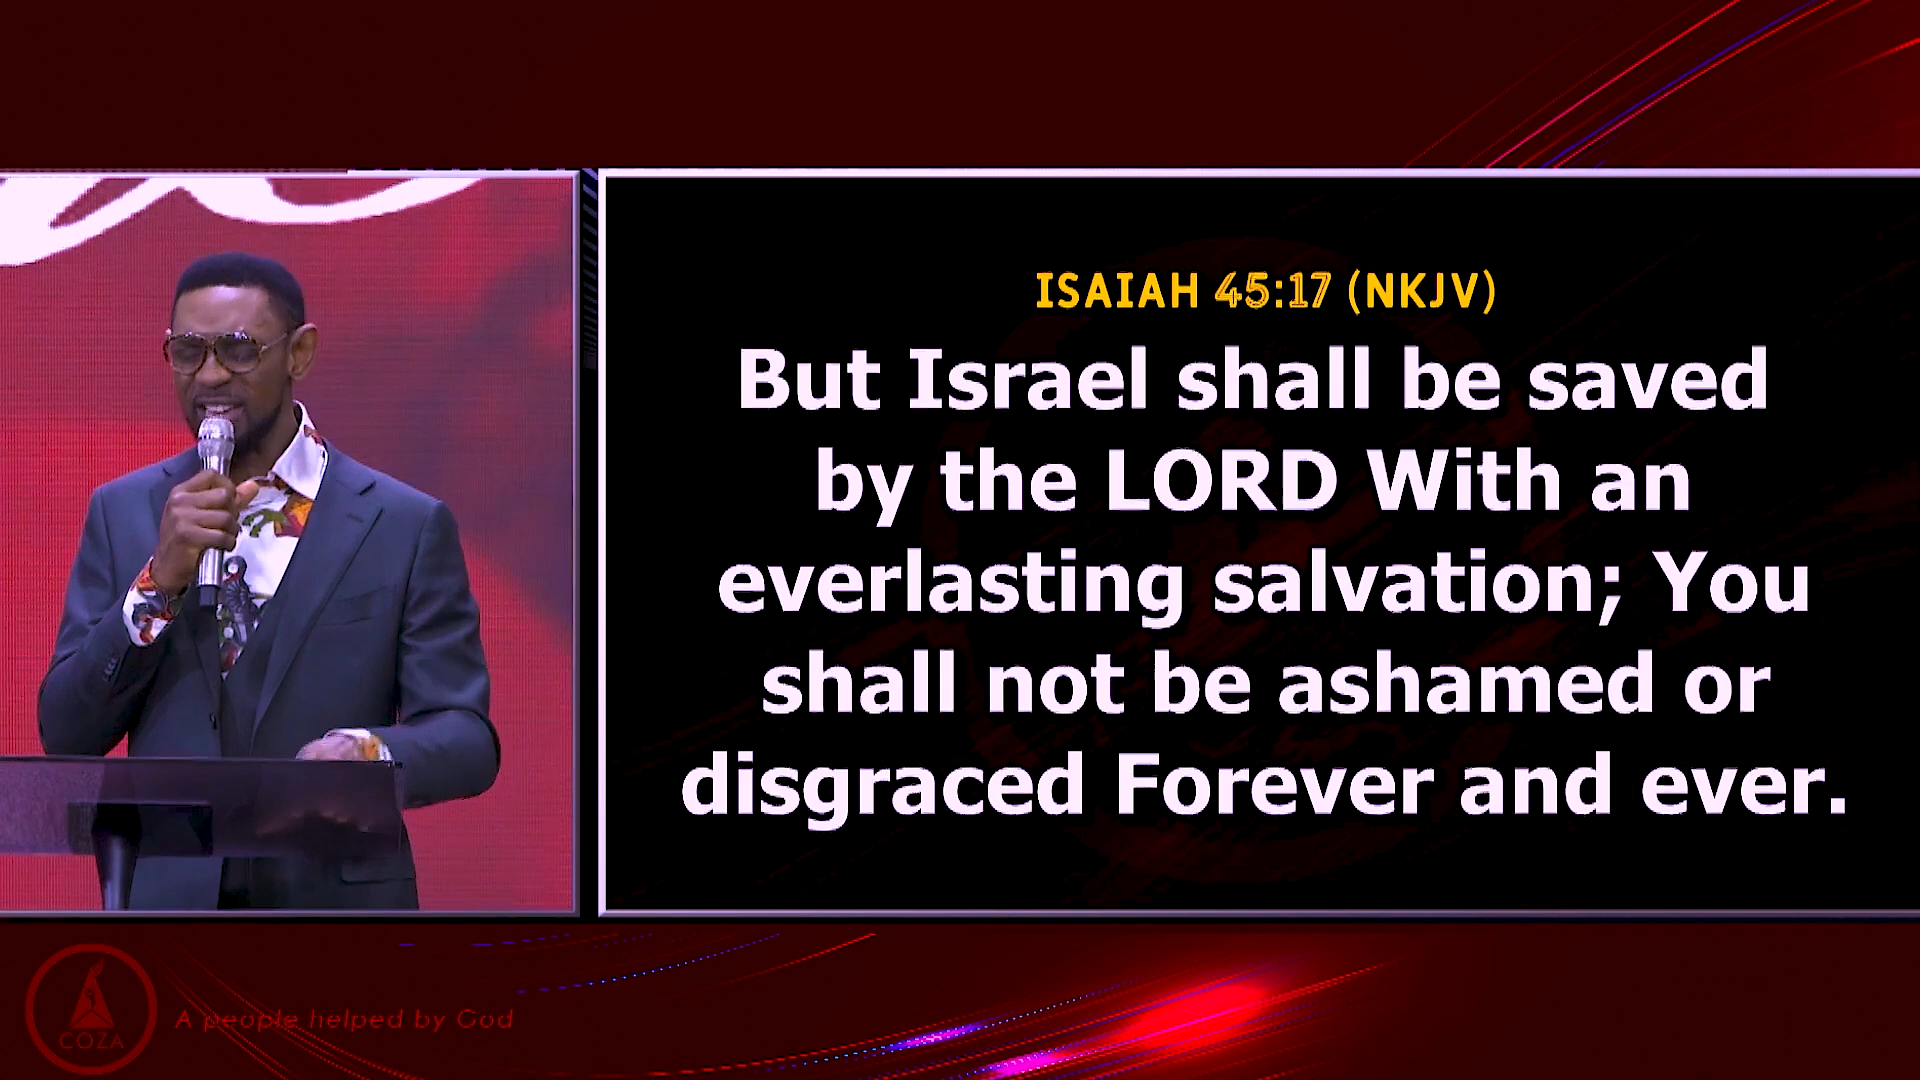 ISAIAH 45:17 (NKJV)
But Israel shall be saved
by the LORD With an
everlasting salvation; You
shall not be ashamed or
disgraced Forever and ever.
COZA
A people helped by God